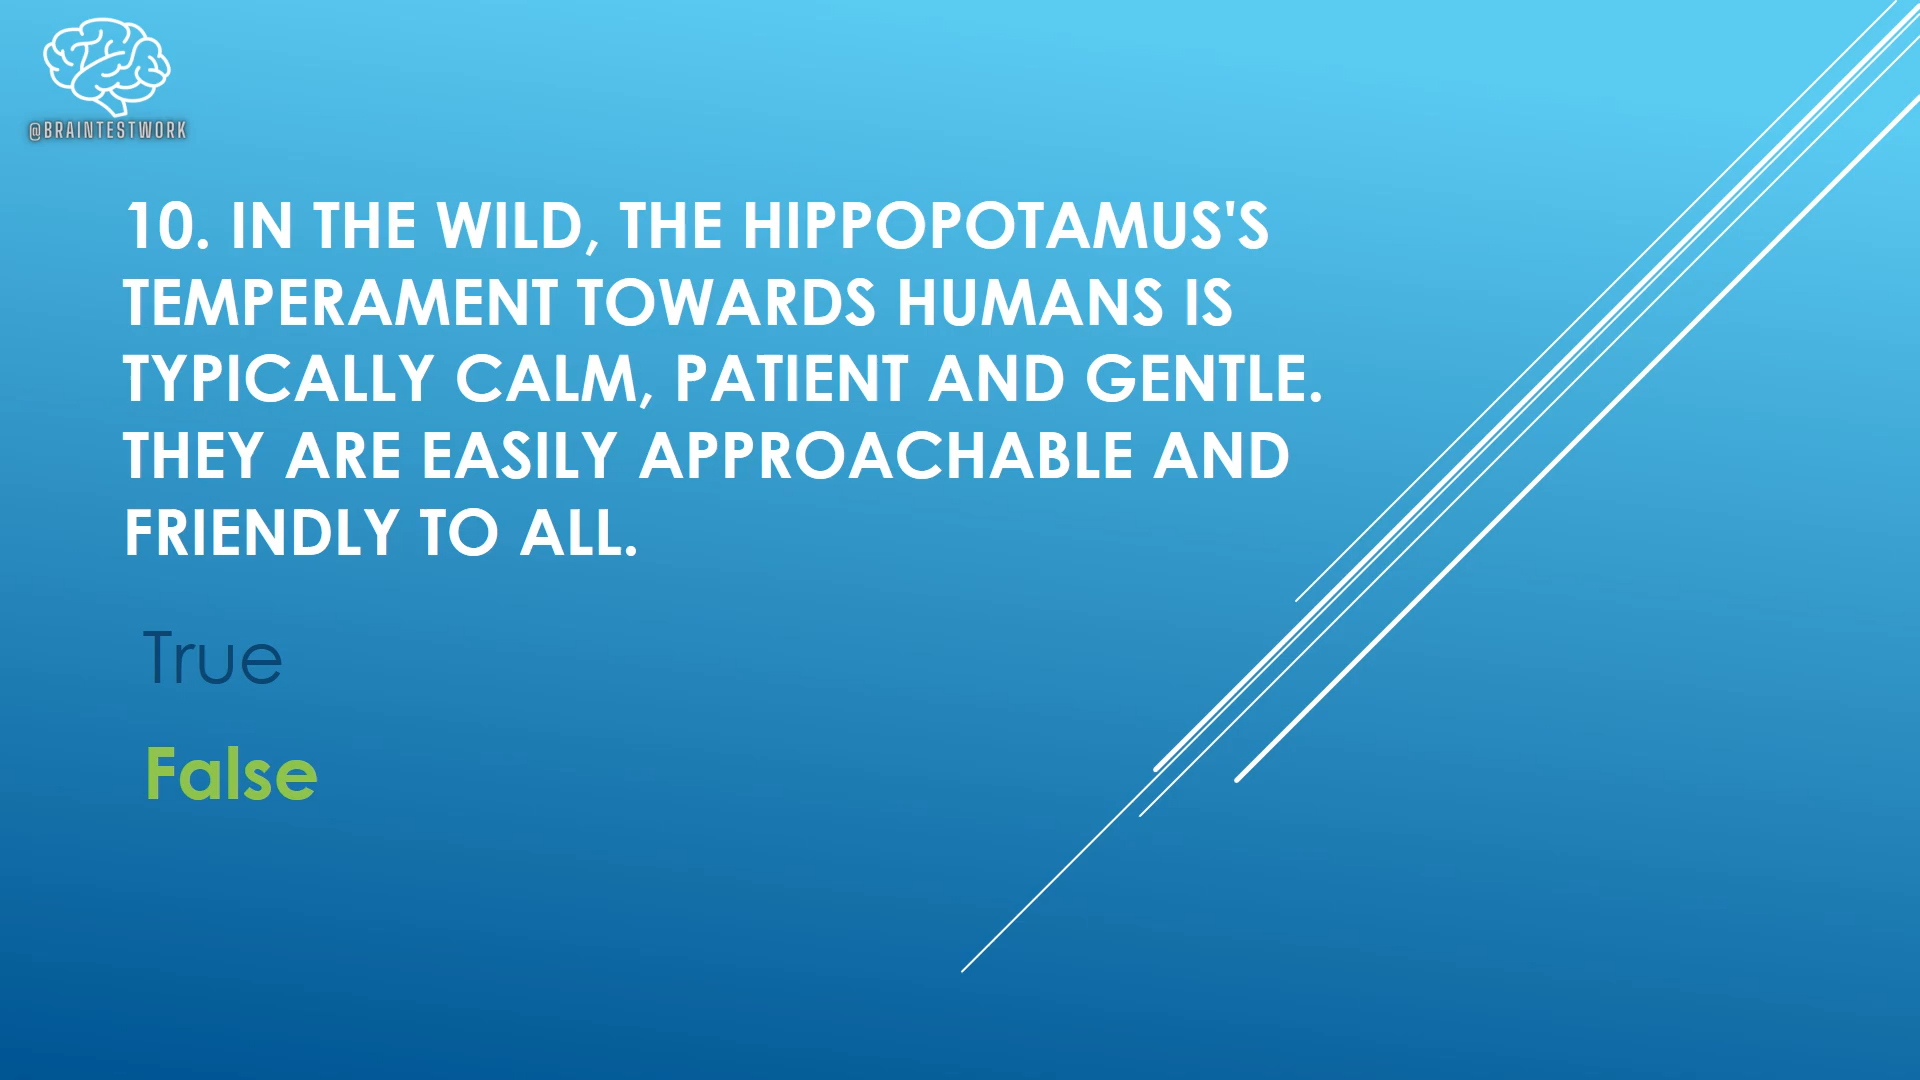 @BRAINTESTWORK
10. IN THE WILD, THE HIPPOPOTAMUS'S
TEMPERAMENT TOWARDS HUMANS IS
TYPICALLY CALM, PATIENT AND GENTLE.
THEY ARE EASILY APPROACHABLE AND
FRIENDLY TO ALL.
True
False